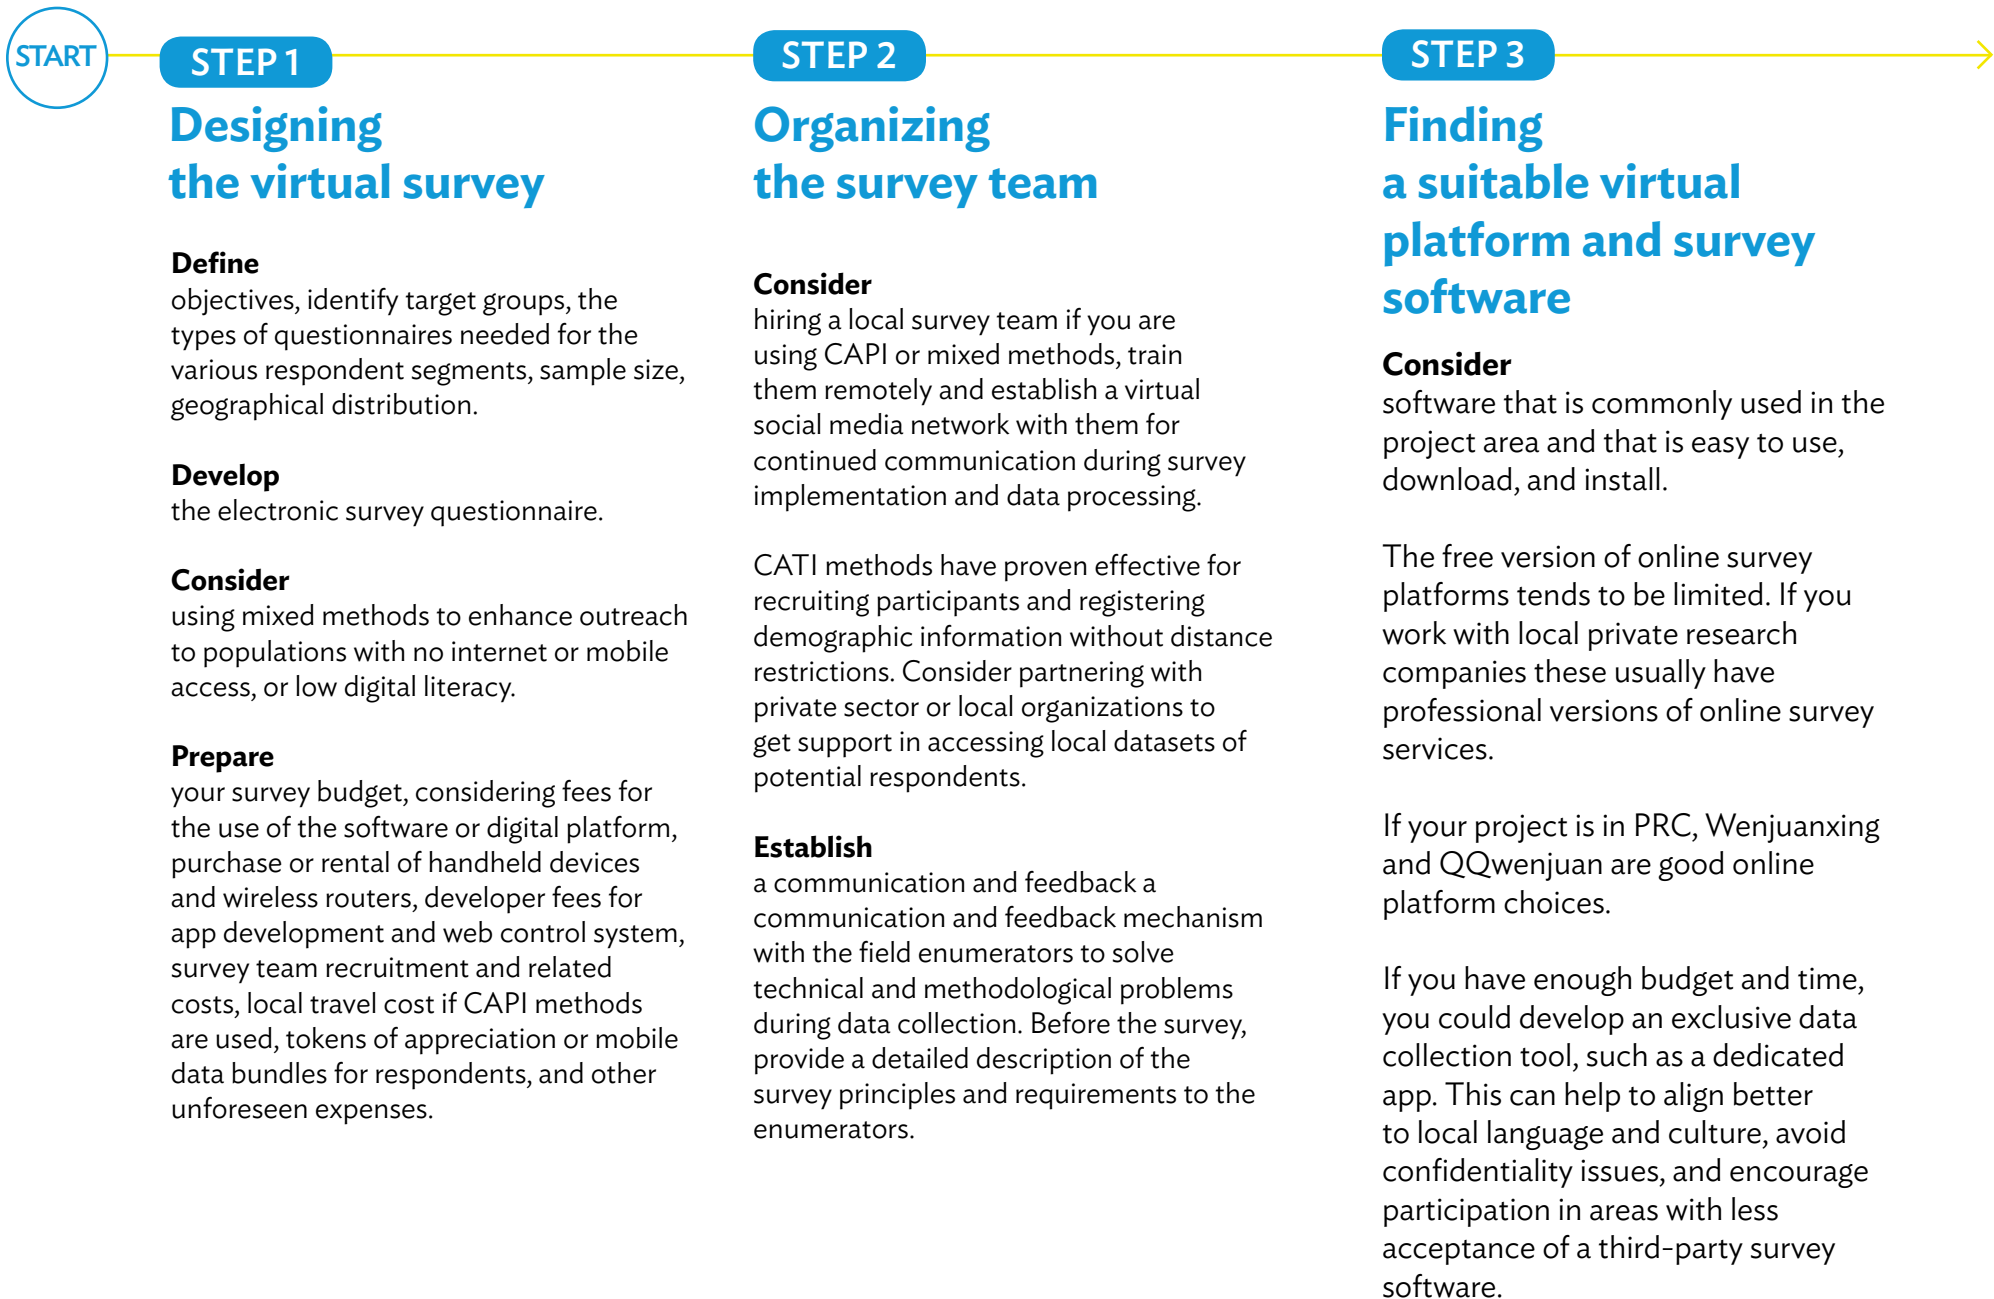 START
STEP 1
Designing
the virtual survey
Define
objectives, identify target groups, the
types of questionnaires needed for the
various respondent segments, sample size,
geographical distribution.
Develop
the electronic survey questionnaire.
Consider
using mixed methods to enhance outreach
to populations with no internet or mobile
access, or low digital literacy.
Prepare
your survey budget, considering fees for
the use of the software or digital platform,
purchase or rental of handheld devices
and wireless routers, developer fees for
app development and web control system,
survey team recruitment and related
costs, local travel cost if CAPI methods
are used, tokens of appreciation or mobile
data bundles for respondents, and other
unforeseen expenses.
STEP 2
Organizing
the survey team
Consider
hiring a local survey team if you are
using CAPI or mixed methods, train
them remotely and establish a virtual
social media network with them for
continued communication during survey
implementation and data processing.
CATI methods have proven effective for
recruiting participants and registering
demographic information without distance
restrictions. Consider partnering with
private sector or local organizations to
get support in accessing local datasets of
potential respondents.
Establish
a communication and feedback a
communication and feedback mechanism
with the field enumerators to solve
technical and methodological problems
during data collection. Before the survey,
provide a detailed description of the
survey principles and requirements to the
enumerators.
STEP 3
Finding
a suitable virtual
platform and survey
software
Consider
software that is commonly used in the
project area and that is easy to use,
download, and install.
The free version of online survey
platforms tends to be limited. If you
work with local private research
companies these usually have
professional versions of online survey
services.
If your project is in PRC, Wenjuanxing
and QQwenjuan are good online
platform choices.
If you have enough budget and time,
you could develop an exclusive data
collection tool, such as a dedicated
app. This can help to align better
to local language and culture, avoid
confidentiality issues, and encourage
participation in areas with less
acceptance of a third-party survey
software.